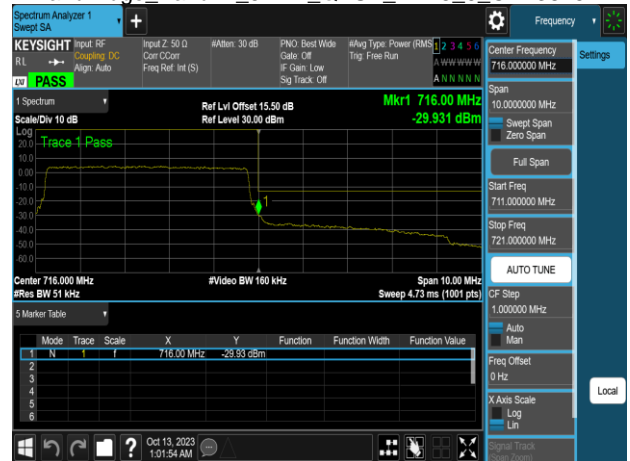 Spectrum Analyzer 1
Swept SA
+
Frequency
KEYSIGHT
RL
LXI
PASS
Input: RF
Coupling: DC
Align: Auto
Input Z: 50 Ω
Corr CCorr
Freq Ref: Int (S)
#Atten: 30 dB
PNO: Best Wide
Gate: Off
IF Gain: Low
Sig Track: Off
#Avg Type: Power (RMS
Trig: Free Run
1 2 3 4 5 6
A W W W W W
A N N N N N
1 Spectrum
Scale/Div 10 dB
Ref Lvl Offset 15.50 dB
Ref Level 30.00 dBm
Mkr1 716.00 MHz
-29.931 dBm
Log
Trace 1 Pass
20.0
10.0
0.00
-10.0
-20.0
-30.0
-40.0
-50.0
-60.0
1
Center 716.000 MHz
#Res BW 51 kHz
#Video BW 160 kHz
Span 10.00 MHz
Sweep 4.73 ms (1001 pts)
5 Marker Table
Mode Trace Scale X Y Function Function Width Function Value
1 N 1 f 716.00 MHz -29.93 dBm
2
3
4
5
6
Center Frequency
716.000000 MHz
Settings
Span
10.0000000 MHz
Swept Span
Zero Span
Full Span
Start Freq
711.000000 MHz
Stop Freq
721.000000 MHz
AUTO TUNE
CF Step
1.000000 MHz
Auto
Man
Freq Offset
0 Hz
X Axis Scale
Log
Lin
Local
Signal Track
(Span Zoom)
?
Oct 13, 2023
1:01:54 AM